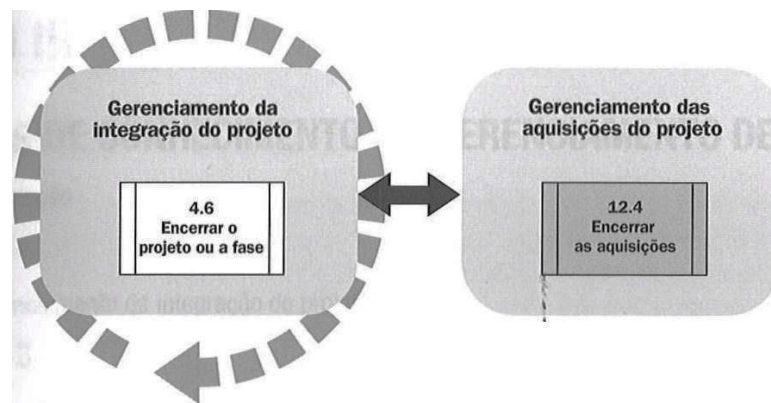 Gerenciamento da
integração do projeto
4.6
Encerrar o
projeto ou a fase
Gerenciamento das
aquisições do projeto
12.4
Encerrar
as aquisições